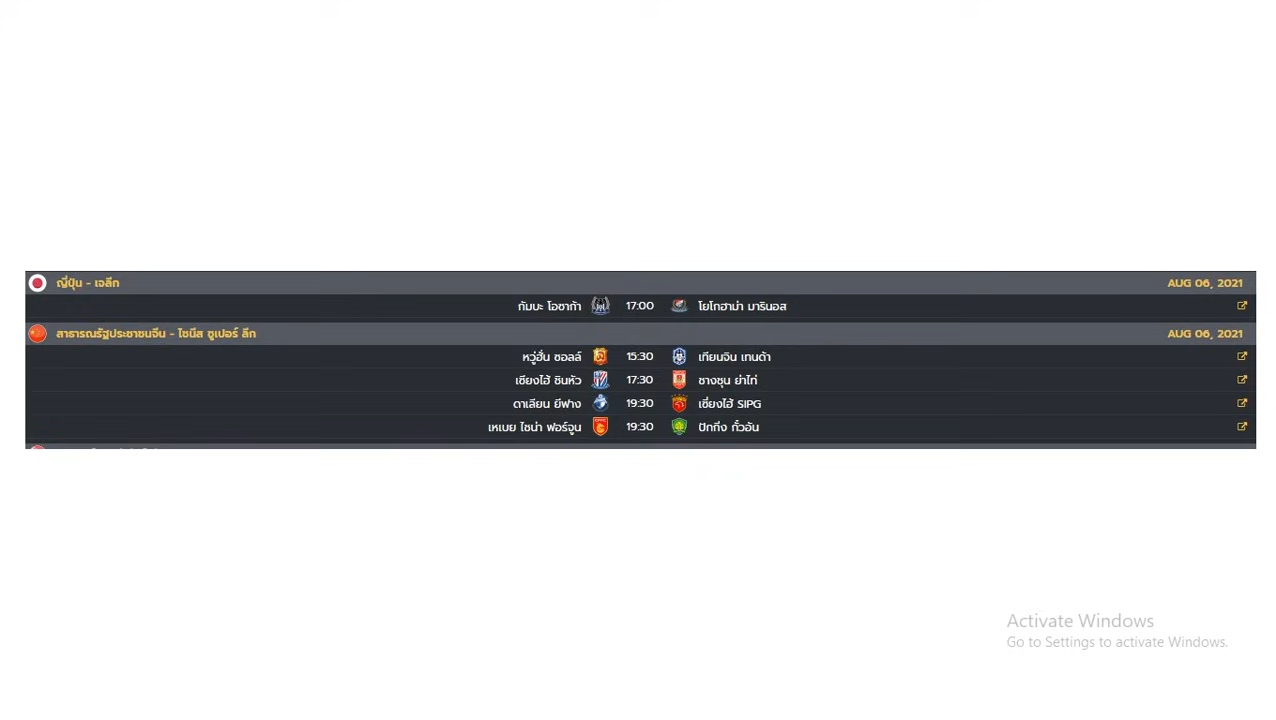 ญี่ปุ่น - เจลีก AUG 06, 2021
กัมบะ โอซาก้า 17:00 โยโกฮาม่า มารินอส
สาธารณรัฐประชาชนจีน - ไชนีส ซูเปอร์ ลีก AUG 06, 2021
หวู่ฮั่น ซอลล์ 15:30 เทียนจิน เทนด้า
เซียงไฮ้ ชินหัว 17:30 ชางชุน ย่าไท่
ดาเลียน ยีฟาง 19:30 เซี่ยงไฮ้ SIPG
เหเบย ไชน่า ฟอร์จูน 19:30 ปักกิ่ง กั๋วอัน
Activate Windows
Go to Settings to activate Windows.